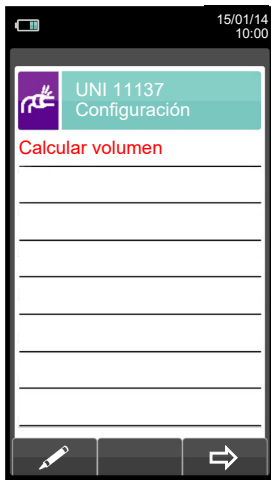 15/01/14
10:00
UNI 11137
Configuración
Calcular volumen